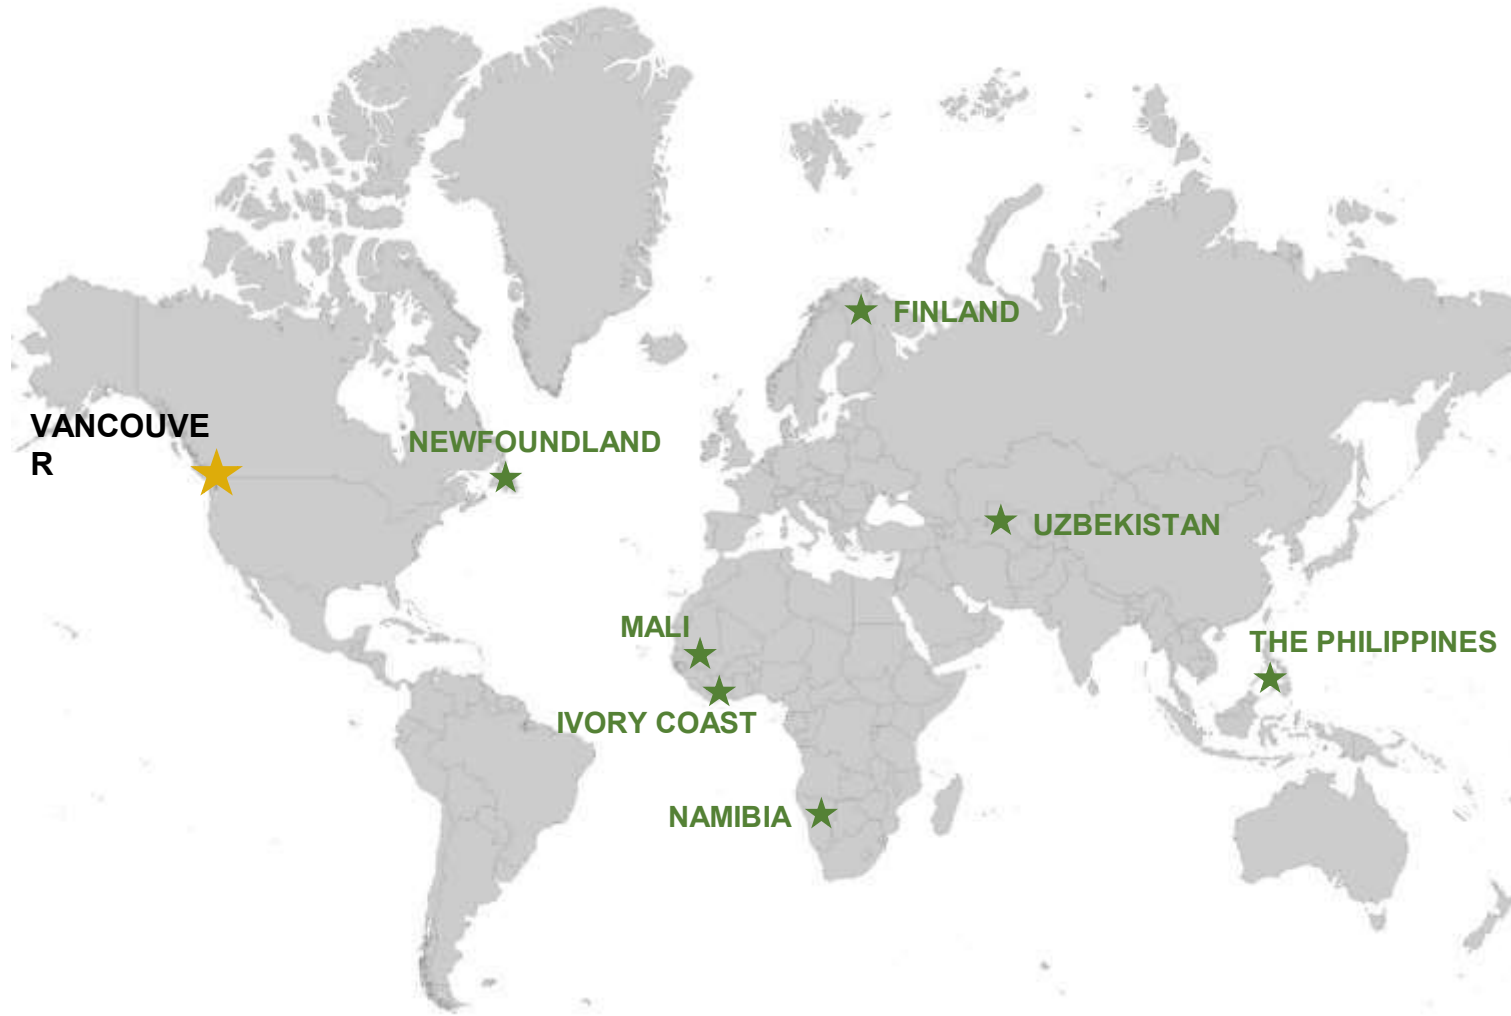 FINLAND
VANCOUVE
R
NEWFOUNDLAND
UZBEKISTAN
MALI
THE PHILIPPINES
IVORY COAST
NAMIBIA